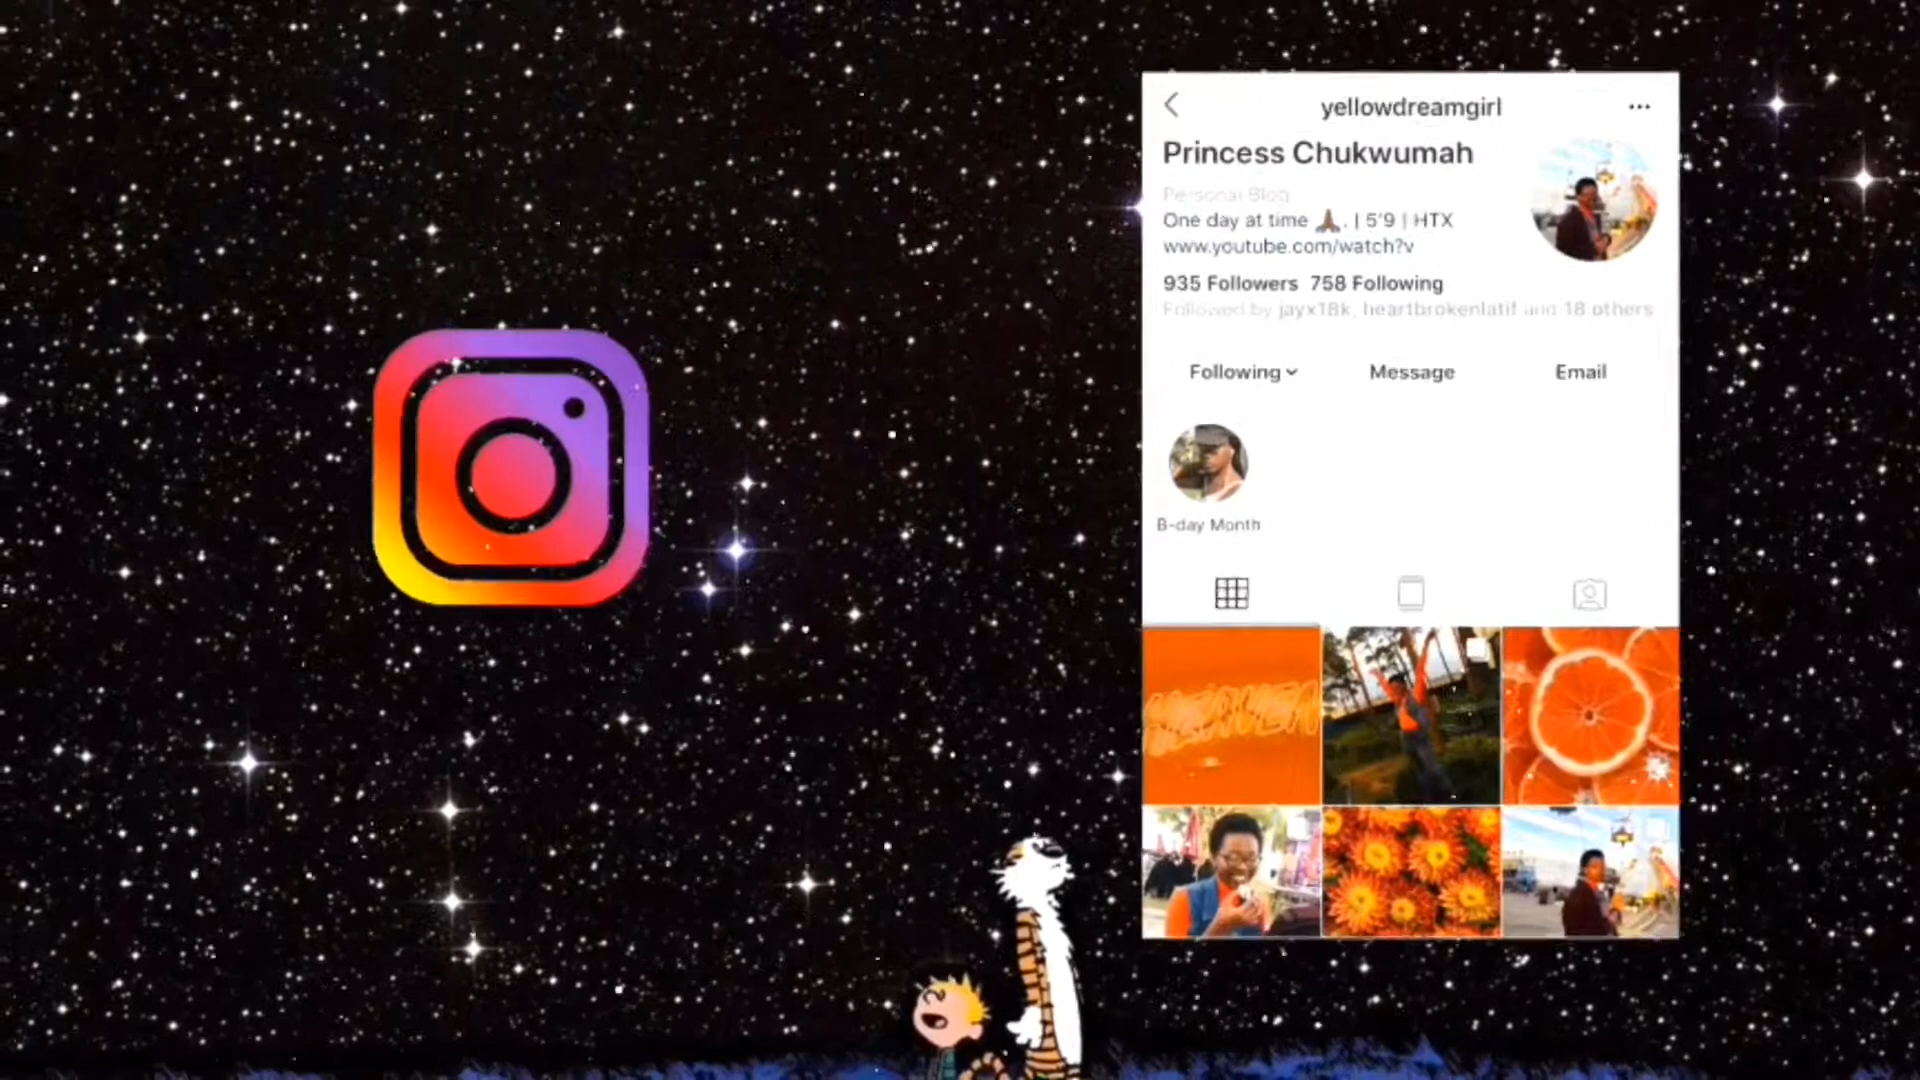 yellowdreamgirl
Princess Chukwumah
Personal Blog
One day at time 🙏🏾. | 5'9 | HTX
www.youtube.com/watch?v
935 Followers 758 Following
Followed by jayx18k, heartbrokenlatif and 18 others
Following Message Email
B-day Month
HEAVEN